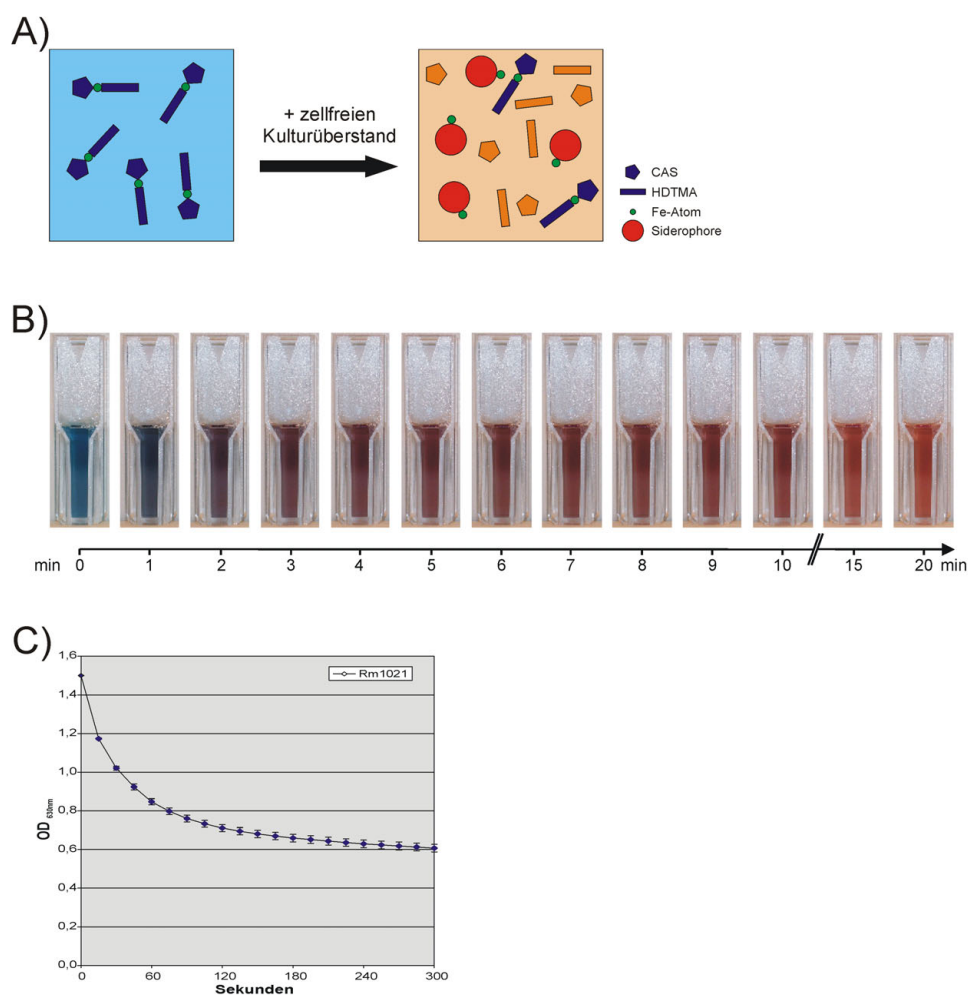 A)
+ zellfreien
Kulturüberstand
CAS
HDTMA
Fe-Atom
Siderophore
B)
min 0 1 2 3 4 5 6 7 8 9 10 15 20 min
C)
1,6
Rm1021
1,4
1,2
1,0
0,8
0,6
0,4
0,2
0,0
OD 630nm
0 60 120 180 240 300
Sekunden